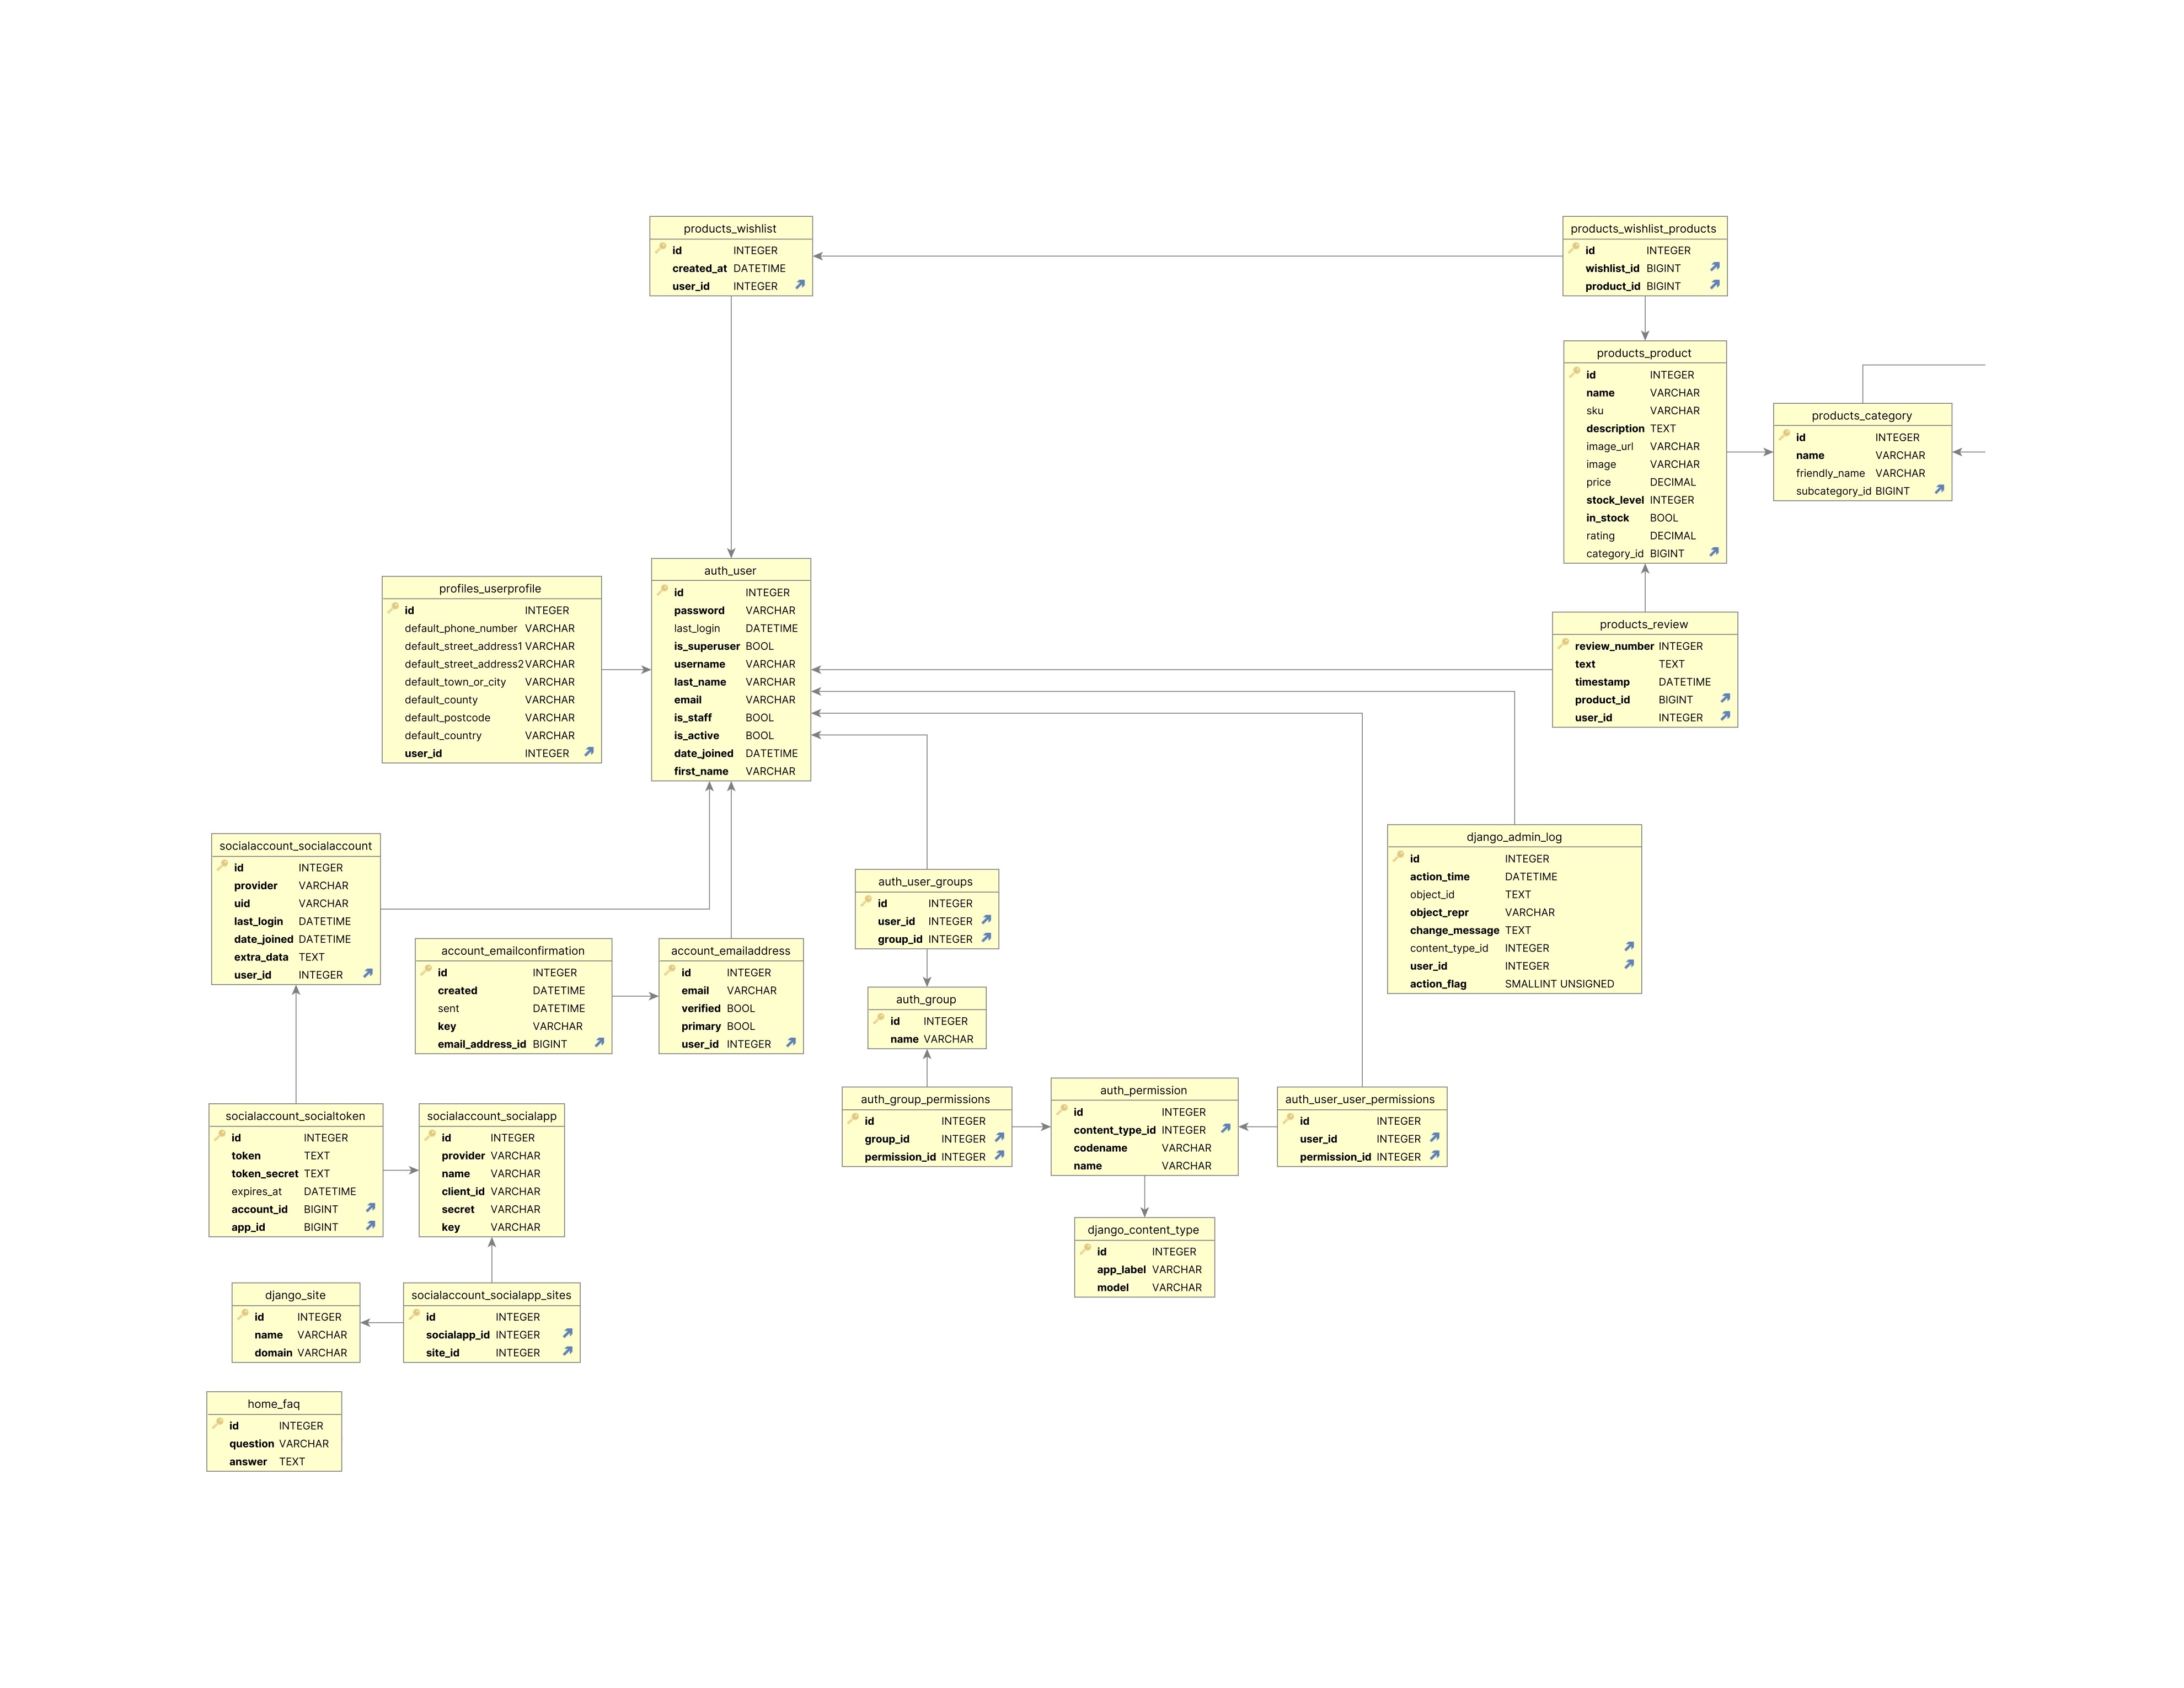 products_wishlist
id INTEGER
created_at DATETIME
user_id INTEGER
products_wishlist_products
id INTEGER
wishlist_id BIGINT
product_id BIGINT
products_product
id INTEGER
name VARCHAR
sku VARCHAR
description TEXT
image_url VARCHAR
image VARCHAR
price DECIMAL
stock_level INTEGER
in_stock BOOL
rating DECIMAL
category_id BIGINT
products_category
id INTEGER
name VARCHAR
friendly_name VARCHAR
subcategory_id BIGINT
profiles_userprofile
id INTEGER
default_phone_number VARCHAR
default_street_address1 VARCHAR
default_street_address2 VARCHAR
default_town_or_city VARCHAR
default_county VARCHAR
default_postcode VARCHAR
default_country VARCHAR
user_id INTEGER
auth_user
id INTEGER
password VARCHAR
last_login DATETIME
is_superuser BOOL
username VARCHAR
last_name VARCHAR
email VARCHAR
is_staff BOOL
is_active BOOL
date_joined DATETIME
first_name VARCHAR
products_review
review_number INTEGER
text TEXT
timestamp DATETIME
product_id BIGINT
user_id INTEGER
socialaccount_socialaccount
id INTEGER
provider VARCHAR
uid VARCHAR
last_login DATETIME
date_joined DATETIME
extra_data TEXT
user_id INTEGER
account_emailconfirmation
id INTEGER
created DATETIME
sent DATETIME
key VARCHAR
email_address_id BIGINT
account_emailaddress
id INTEGER
email VARCHAR
verified BOOL
primary BOOL
user_id INTEGER
auth_user_groups
id INTEGER
user_id INTEGER
group_id INTEGER
django_admin_log
id INTEGER
action_time DATETIME
object_id TEXT
object_repr VARCHAR
change_message TEXT
content_type_id INTEGER
user_id INTEGER
action_flag SMALLINT UNSIGNED
auth_group
id INTEGER
name VARCHAR
socialaccount_socialtoken
id INTEGER
token TEXT
token_secret TEXT
expires_at DATETIME
account_id BIGINT
app_id BIGINT
socialaccount_socialapp
id INTEGER
provider VARCHAR
name VARCHAR
client_id VARCHAR
secret VARCHAR
key VARCHAR
auth_group_permissions
id INTEGER
group_id INTEGER
permission_id INTEGER
auth_permission
id INTEGER
content_type_id INTEGER
codename VARCHAR
name VARCHAR
auth_user_user_permissions
id INTEGER
user_id INTEGER
permission_id INTEGER
django_content_type
id INTEGER
app_label VARCHAR
model VARCHAR
django_site
id INTEGER
name VARCHAR
domain VARCHAR
socialaccount_socialapp_sites
id INTEGER
socialapp_id INTEGER
site_id INTEGER
home_faq
id INTEGER
question VARCHAR
answer TEXT